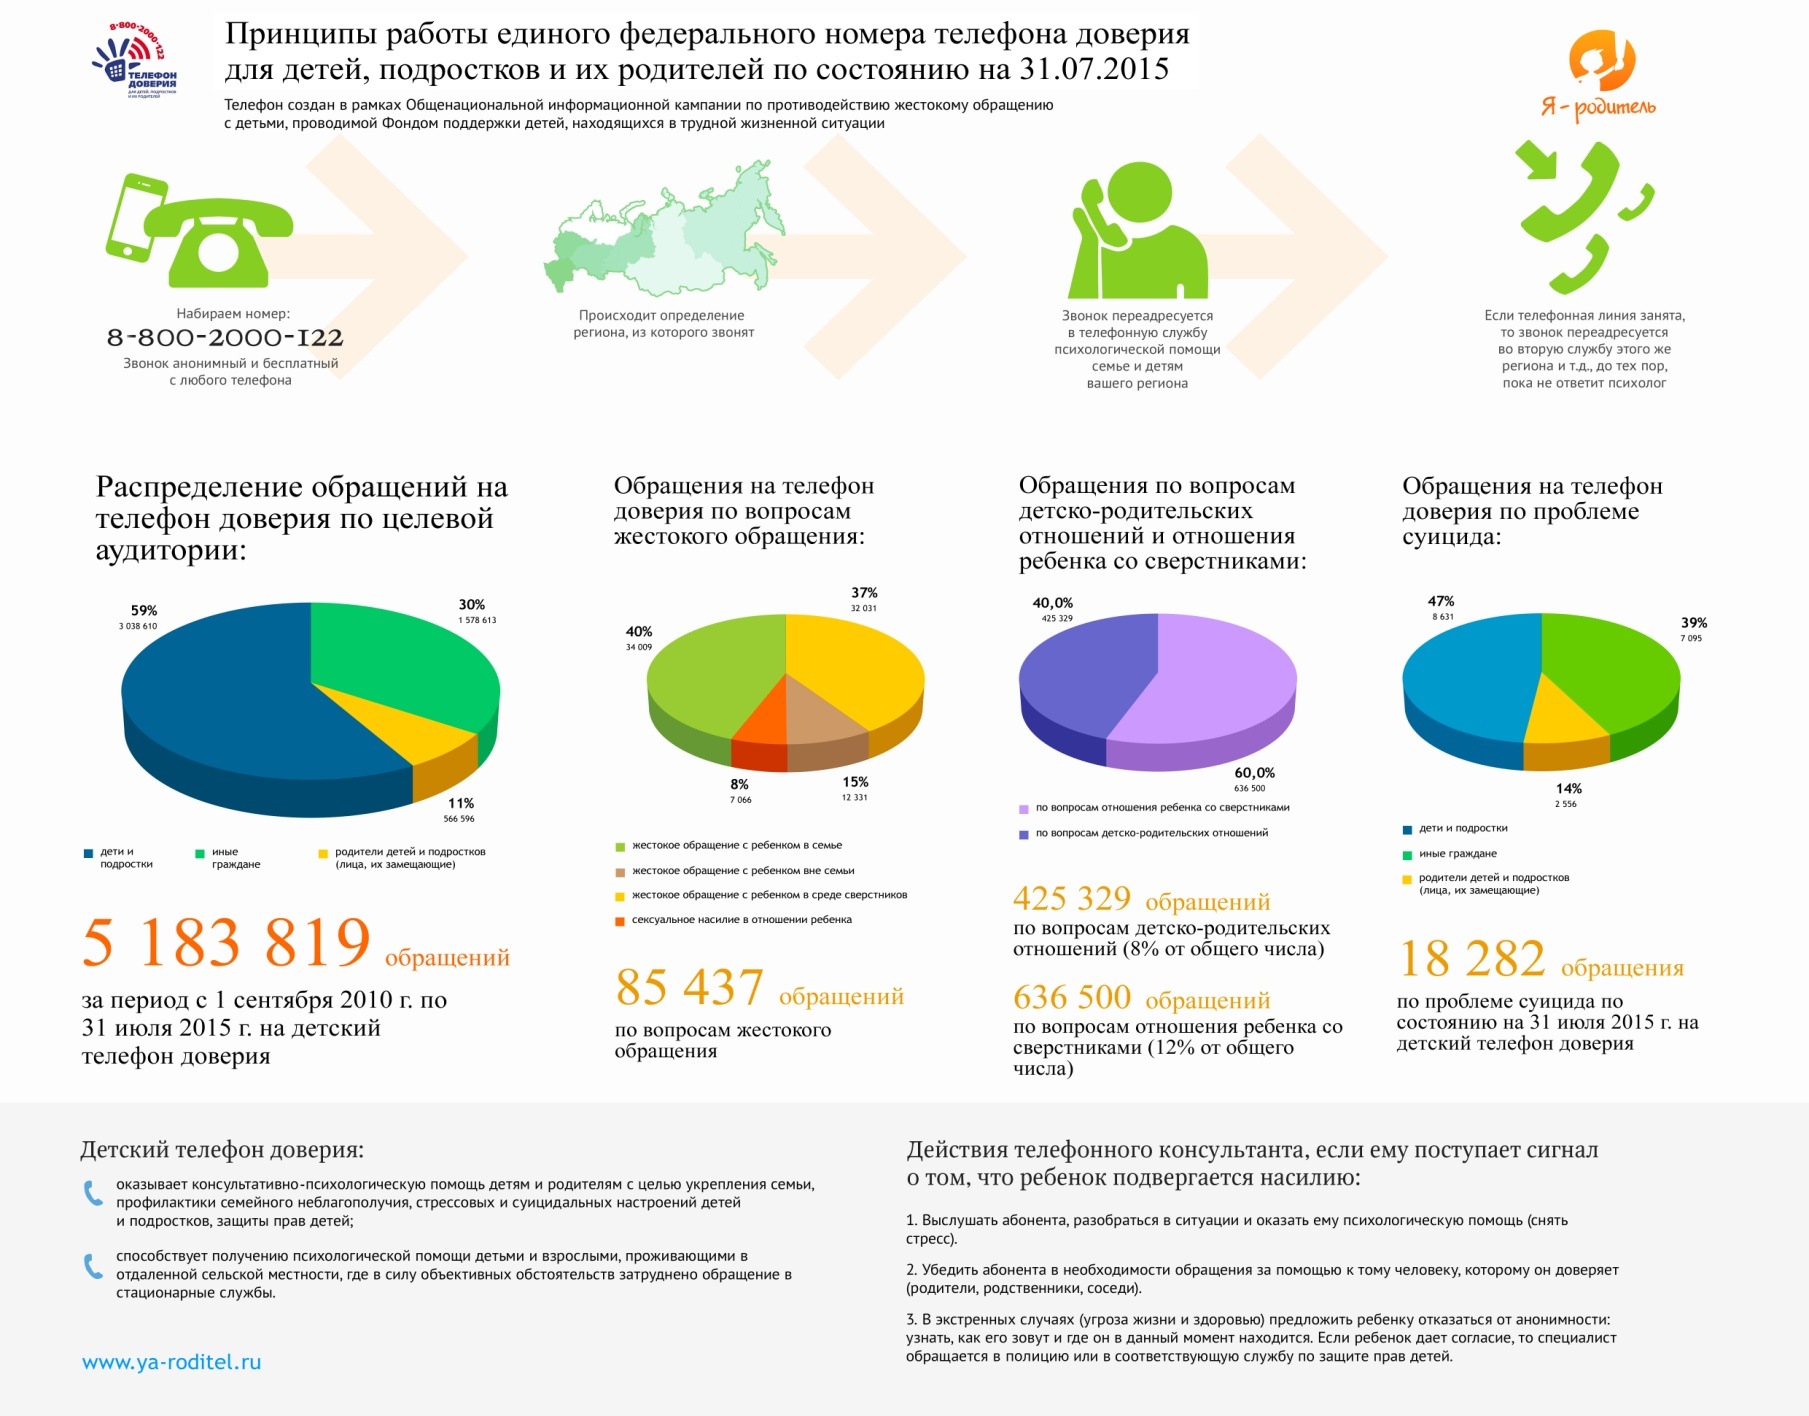 8-800-2000-122
ТЕЛЕФОН
ДОВЕРИЯ
ДЛЯ ДЕТЕЙ, ПОДРОСТКОВ
И ИХ РОДИТЕЛЕЙ
Принципы работы единого федерального номера телефона доверия
для детей, подростков и их родителей по состоянию на 31.07.2015
Телефон создан в рамках Общенациональной информационной кампании по противодействию жестокому обращению
с детьми, проводимой Фондом поддержки детей, находящихся в трудной жизненной ситуации
Я - родитель
Набираем номер:
8-800-2000-122
Звонок анонимный и бесплатный
с любого телефона
Происходит определение
региона, из которого звонят
Звонок переадресуется
в телефонную службу
психологической помощи
семье и детям
вашего региона
Если телефонная линия занята,
то звонок переадресуется
во вторую службу этого же
региона и т.д., до тех пор,
пока не ответит психолог
Распределение обращений на
телефон доверия по целевой
аудитории:
59%
3 038 610
30%
1 578 613
11%
566 596
дети и
подростки
иные
граждане
родители детей и подростков
(лица, их замещающие)
5 183 819 обращений
за период с 1 сентября 2010 г. по
31 июля 2015 г. на детский
телефон доверия
Обращения на телефон
доверия по вопросам
жестокого обращения:
37%
32 031
40%
34 009
8%
7 066
15%
12 331
жестокое обращение с ребенком в семье
жестокое обращение с ребенком вне семьи
жестокое обращение с ребенком в среде сверстников
сексуальное насилие в отношении ребенка
85 437 обращений
по вопросам жестокого
обращения
Обращения по вопросам
детско-родительских
отношений и отношения
ребенка со сверстниками:
40,0%
425 329
60,0%
636 500
по вопросам отношения ребенка со сверстниками
по вопросам детско-родительских отношений
425 329 обращений
по вопросам детско-родительских
отношений (8% от общего числа)
636 500 обращений
по вопросам отношения ребенка со
сверстниками (12% от общего
числа)
Обращения на телефон
доверия по проблеме
суицида:
47%
8 631
39%
7 095
14%
2 556
дети и подростки
иные граждане
родители детей и подростков
(лица, их замещающие)
18 282 обращения
по проблеме суицида по
состоянию на 31 июля 2015 г. на
детский телефон доверия
Детский телефон доверия:
оказывает консультативно-психологическую помощь детям и родителям с целью укрепления семьи,
профилактики семейного неблагополучия, стрессовых и суицидальных настроений детей
и подростков, защиты прав детей;
способствует получению психологической помощи детьми и взрослыми, проживающими в
отдаленной сельской местности, где в силу объективных обстоятельств затруднено обращение в
стационарные службы.
www.ya-roditel.ru
Действия телефонного консультанта, если ему поступает сигнал
о том, что ребенок подвергается насилию:
1. Выслушать абонента, разобраться в ситуации и оказать ему психологическую помощь (снять
стресс).
2. Убедить абонента в необходимости обращения за помощью к тому человеку, которому он доверяет
(родители, родственники, соседи).
3. В экстренных случаях (угроза жизни и здоровью) предложить ребенку отказаться от анонимности:
узнать, как его зовут и где он в данный момент находится. Если ребенок дает согласие, то специалист
обращается в полицию или в соответствующую службу по защите прав детей.